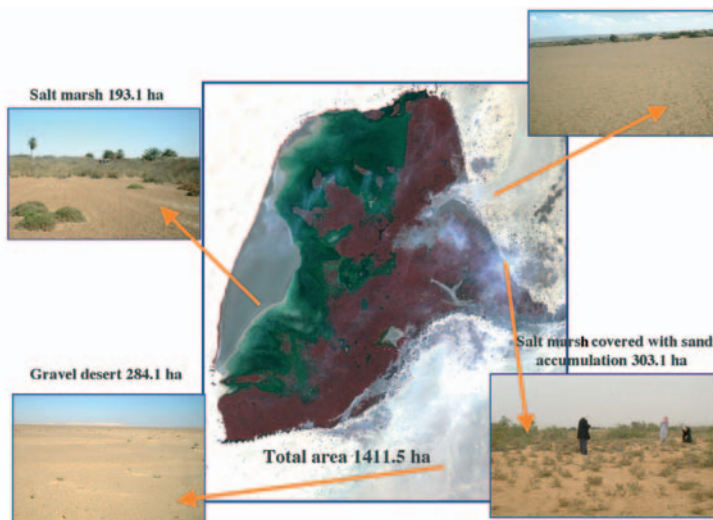 Salt marsh 193.1 ha
Salt marsh covered with sand
accumulation 303.1 ha
Gravel desert 284.1 ha
Total area 1411.5 ha